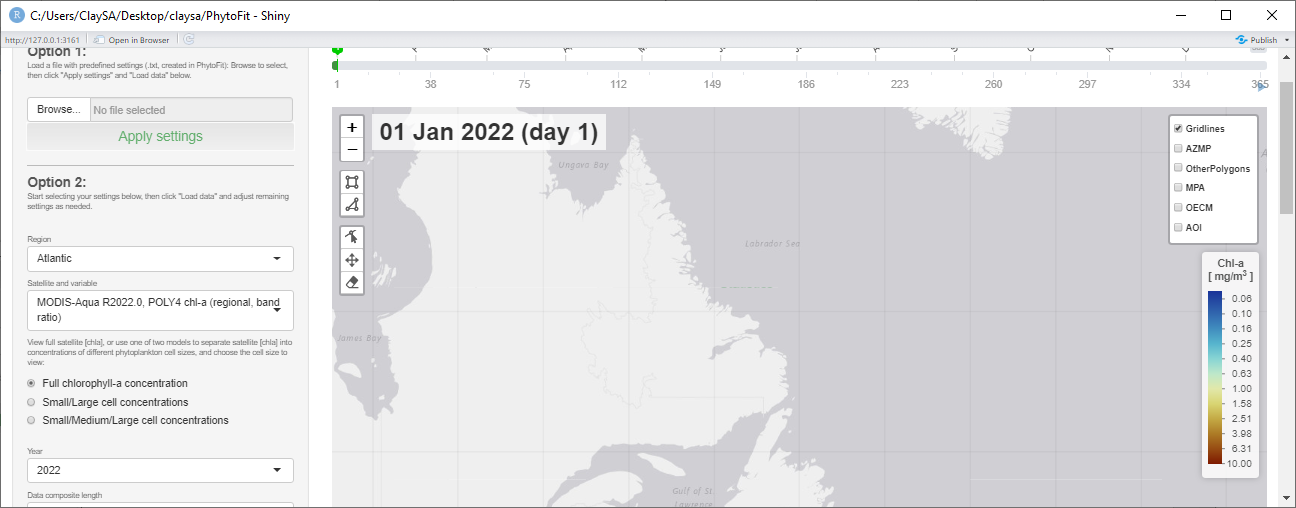 C:/Users/ClaySA/Desktop/claysa/PhytoFit - Shiny
http://127.0.0.1:3161
Open in Browser
Publish
Option 1:
Load a file with predefined settings (.txt, created in PhytoFit): Browse to select,
then click "Apply settings" and "Load data" below.
Browse...
No file selected
Apply settings
Option 2:
Start selecting your settings below, then click "Load data" and adjust remaining
settings as needed.
Region
Atlantic
Satellite and variable
MODIS-Aqua R2022.0, POLY4 chl-a (regional, band
ratio)
View full satellite [chla], or use one of two models to separate satellite [chla] into
concentrations of different phytoplankton cell sizes, and choose the cell size to
view:
Full chlorophyll-a concentration
Small/Large cell concentrations
Small/Medium/Large cell concentrations
Year
2022
Data composite length
1 38 75 112 149 186 223 260 297 334 365
+
−
01 Jan 2022 (day 1)
Ungava Bay
Labrador Sea
James Bay
Gulf of St
Lawrence
Gridlines
AZMP
OtherPolygons
MPA
OECM
AOI
Chl-a
[ mg/m³ ]
0.06
0.10
0.16
0.25
0.40
0.63
1.00
1.58
2.51
3.98
6.31
10.00